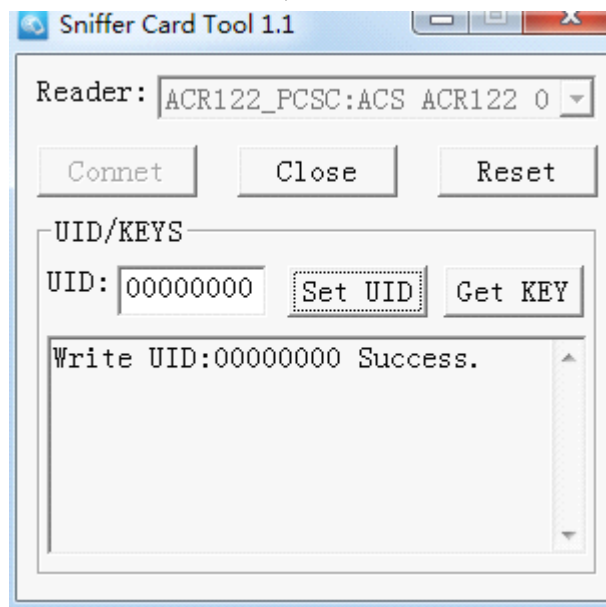 Sniffer Card Tool 1.1
Reader: ACR122_PCSC:ACS ACR122 0
Connet Close Reset
UID/KEYS
UID: 00000000 Set UID Get KEY
Write UID:00000000 Success.